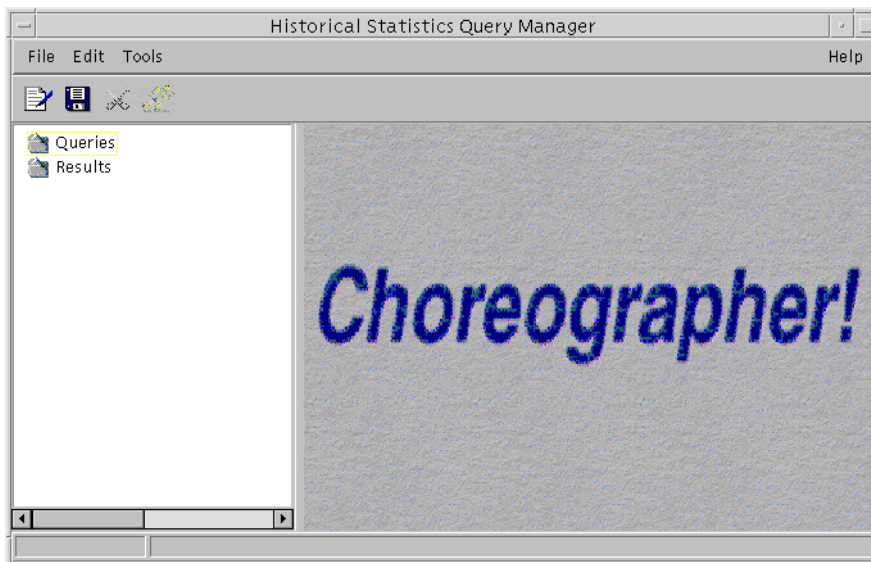 Historical Statistics Query Manager
File Edit Tools Help
Queries
Results
Choreographer!